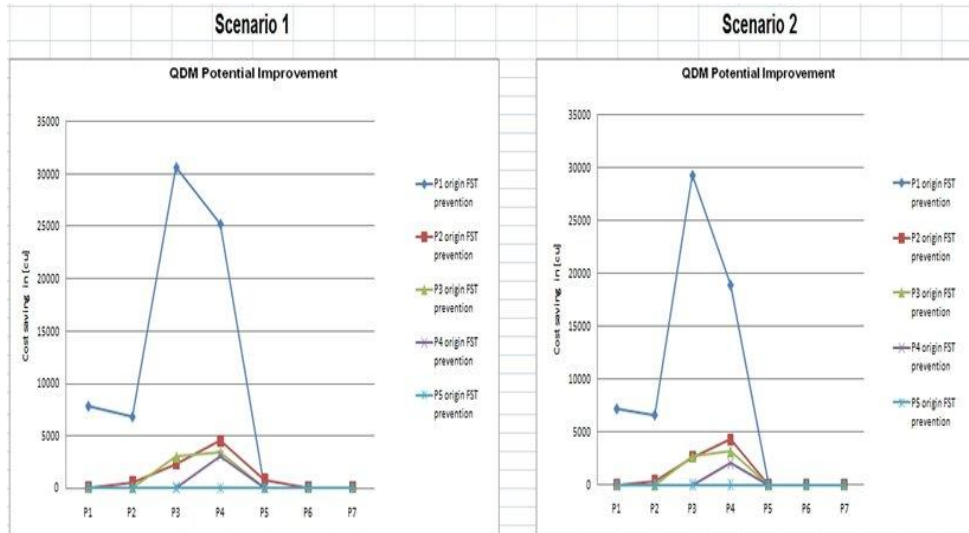 Scenario 1
QDM Potential Improvement
35000
30000
25000
20000
15000
10000
5000
0
Cost saving in [cu]
P1 P2 P3 P4 P5 P6 P7
P1 origin FST
prevention
P2 origin FST
prevention
P3 origin FST
prevention
P4 origin FST
prevention
P5 origin FST
prevention
Scenario 2
QDM Potential Improvement
35000
30000
25000
20000
15000
10000
5000
0
Cost saving in [cu]
P1 P2 P3 P4 P5 P6 P7
P1 origin FST
prevention
P2 origin FST
prevention
P3 origin FST
prevention
P4 origin FST
prevention
P5 origin FST
prevention